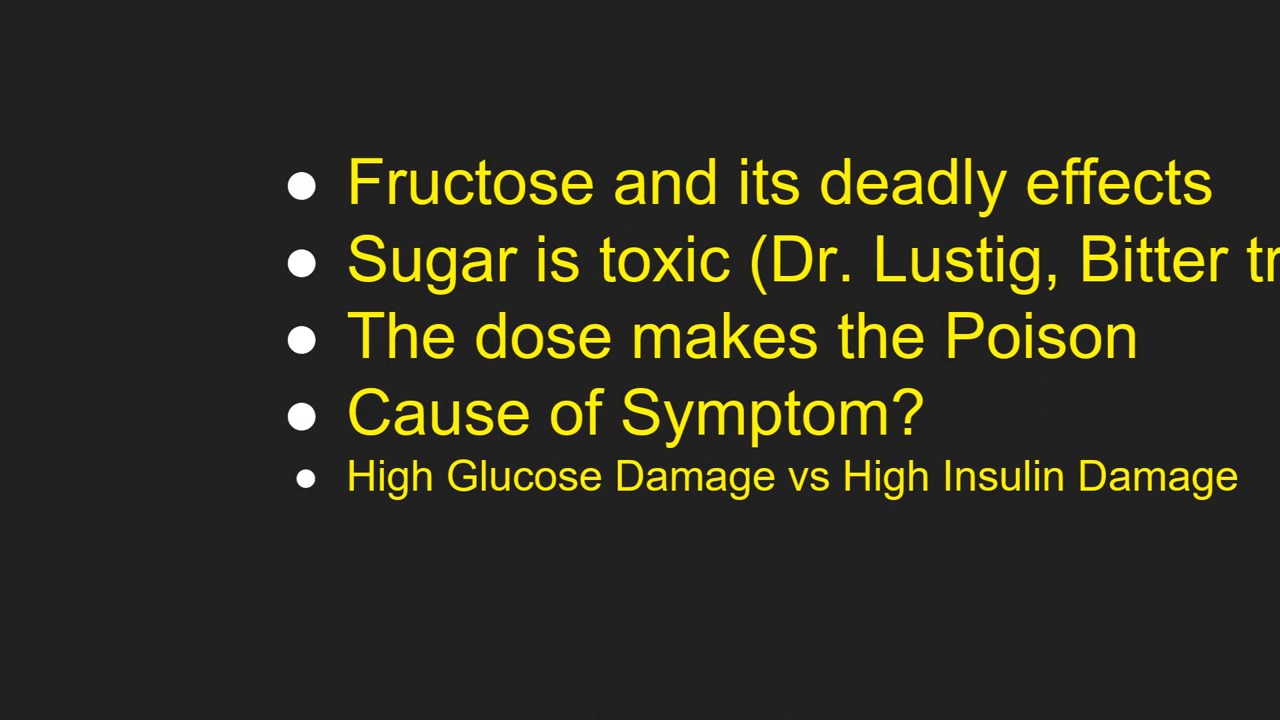 ● Fructose and its deadly effects
● Sugar is toxic (Dr. Lustig, Bitter
● The dose makes the Poison
● Cause of Symptom?
● High Glucose Damage vs High Insulin Damage